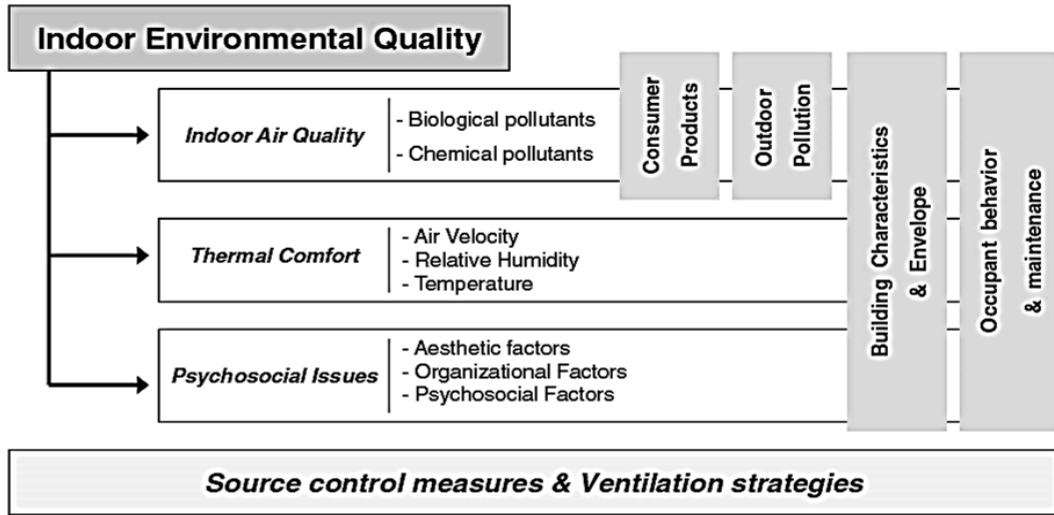 Indoor Environmental Quality
Indoor Air Quality
- Biological pollutants
- Chemical pollutants
Consumer
Products
Outdoor
Pollution
Building Characteristics
& Envelope
Occupant behavior
& maintenance
Thermal Comfort
- Air Velocity
- Relative Humidity
- Temperature
Psychosocial Issues
- Aesthetic factors
- Organizational Factors
- Psychosocial Factors
Source control measures & Ventilation strategies